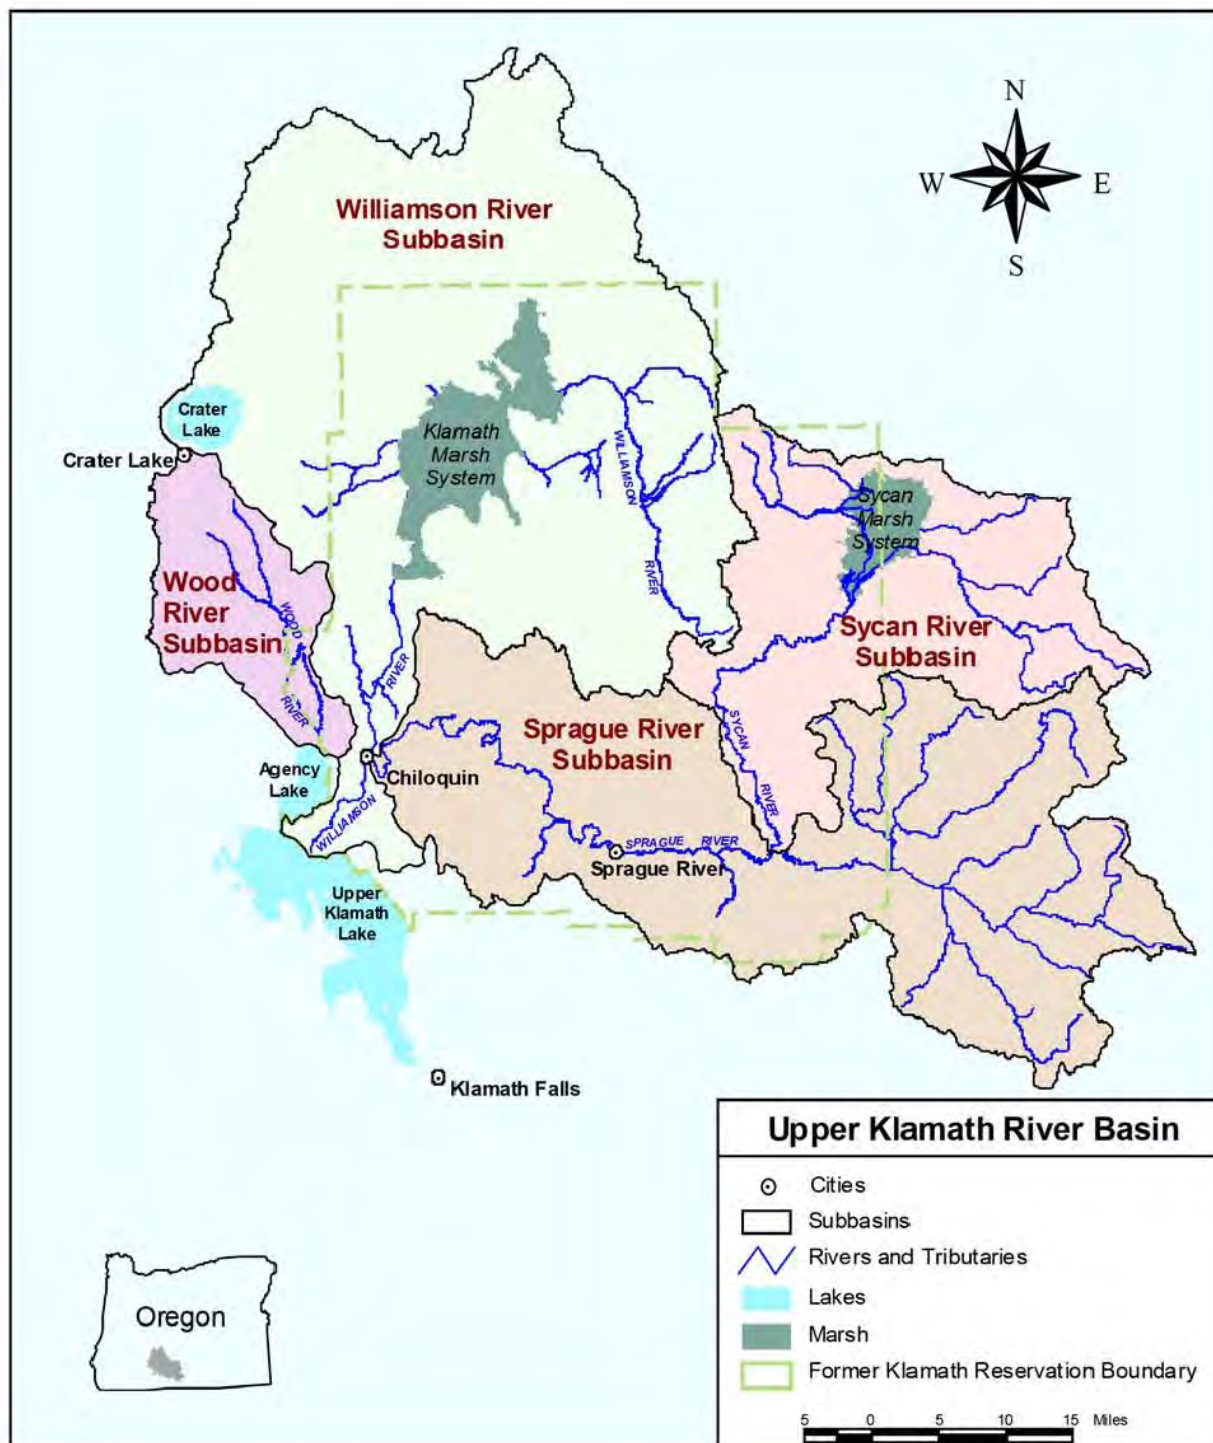 N
W
E
S
Williamson River
Subbasin
Crater
Lake
Crater Lake
Klamath
Marsh
System
WILLIAMSON
RIVER
Sycan
Marsh
System
Wood
River
Subbasin
WOOD
RIVER
RIVER
Sycan River
Subbasin
SYCAN
RIVER
Sprague River
Subbasin
Agency
Lake
Chiloquin
WILLIAMSON
SPRAGUE RIVER
Sprague River
Upper
Klamath
Lake
Klamath Falls
Upper Klamath River Basin
Cities
Subbasins
Rivers and Tributaries
Lakes
Marsh
Former Klamath Reservation Boundary
5 0 5 10 15 Miles
Oregon